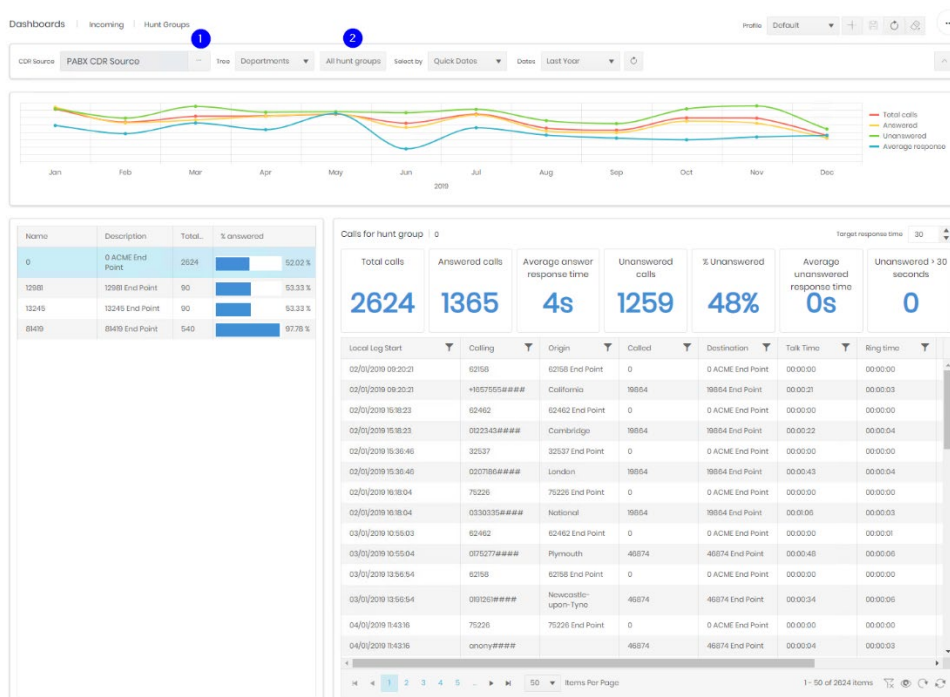 Dashboards Incoming Hunt Groups Profile Default
1 2
CDR Source PABX CDR Source ... Tree Departments All hunt groups Select by Quick Dates Dates Last Year
Total calls
Answered
Unanswered
Average response
Jan Feb Mar Apr May Jun Jul Aug Sep Oct Nov Dec
2019
Name Description Total... % answered
0 0 ACME End Point 2624 52.02 %
12981 12981 End Point 90 53.33 %
13245 13245 End Point 90 53.33 %
81419 81419 End Point 540 97.78 %
Calls for hunt group 0 Target response time 30
Total calls Answered calls Average answer response time Unanswered calls % Unanswered Average unanswered response time Unanswered > 30 seconds
2624 1365 4s 1259 48% 0s 0
Local Leg Start Calling Origin Called Destination Talk Time Ring time
02/01/2019 09:20:21 62158 62158 End Point 0 0 ACME End Point 00:00:00 00:00:00
02/01/2019 09:20:21 +1657555#### California 19864 19864 End Point 00:00:21 00:00:03
02/01/2019 15:18:23 62462 62462 End Point 0 0 ACME End Point 00:00:00 00:00:00
02/01/2019 15:18:23 0122343#### Cambridge 19864 19864 End Point 00:00:22 00:00:04
02/01/2019 15:36:46 32537 32537 End Point 0 0 ACME End Point 00:00:00 00:00:00
02/01/2019 15:36:46 0207186#### London 19864 19864 End Point 00:00:43 00:00:04
02/01/2019 16:18:04 75226 75226 End Point 0 0 ACME End Point 00:00:00 00:00:00
02/01/2019 16:18:04 0330335#### National 19864 19864 End Point 00:01:06 00:00:03
03/01/2019 10:55:03 62462 62462 End Point 0 0 ACME End Point 00:00:00 00:00:01
03/01/2019 10:55:04 0175277#### Plymouth 46874 46874 End Point 00:00:48 00:00:06
03/01/2019 13:56:54 62158 62158 End Point 0 0 ACME End Point 00:00:00 00:00:00
03/01/2019 13:56:54 0191261#### Newcastle-upon-Tyne 46874 46874 End Point 00:00:34 00:00:06
04/01/2019 11:43:16 75226 75226 End Point 0 0 ACME End Point 00:00:00 00:00:00
04/01/2019 11:43:16 anony#### 46874 46874 End Point 00:00:04 00:00:03
1 2 3 4 5 ... 50 Items Per Page 1 - 50 of 2624 items